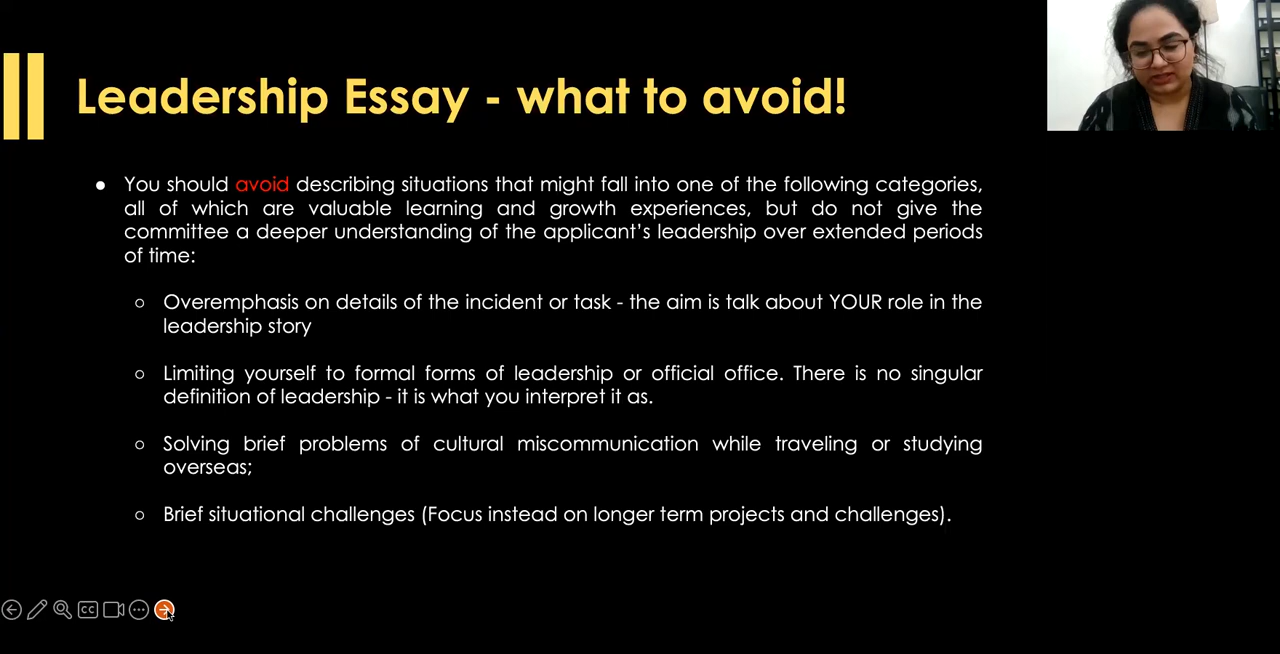 Leadership Essay - what to avoid!
● You should avoid describing situations that might fall into one of the following categories,
all of which are valuable learning and growth experiences, but do not give the
committee a deeper understanding of the applicant's leadership over extended periods
of time:
○ Overemphasis on details of the incident or task - the aim is talk about YOUR role in the
leadership story
○ Limiting yourself to formal forms of leadership or official office. There is no singular
definition of leadership - it is what you interpret it as.
○ Solving brief problems of cultural miscommunication while traveling or studying
overseas;
○ Brief situational challenges (Focus instead on longer term projects and challenges).
CC